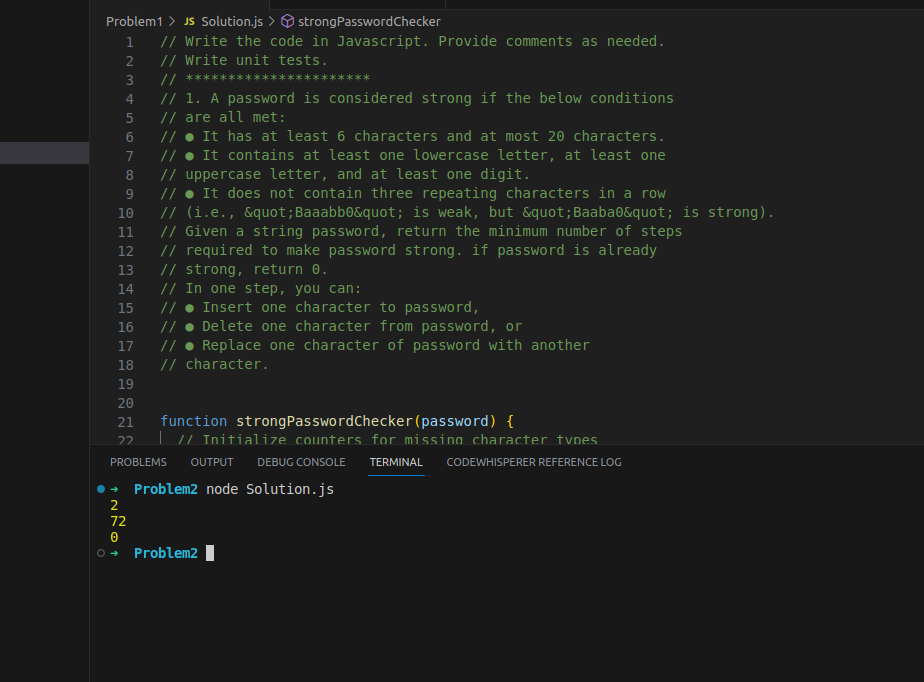 Problem1 > JS Solution.js > strongPasswordChecker
1 // Write the code in Javascript. Provide comments as needed.
2 // Write unit tests.
3 // **********************
4 // 1. A password is considered strong if the below conditions
5 // are all met:
6 // ● It has at least 6 characters and at most 20 characters.
7 // ● It contains at least one lowercase letter, at least one
8 // uppercase letter, and at least one digit.
9 // ● It does not contain three repeating characters in a row
10 // (i.e., &quot;Baaabb0&quot; is weak, but &quot;Baaba0&quot; is strong).
11 // Given a string password, return the minimum number of steps
12 // required to make password strong. if password is already
13 // strong, return 0.
14 // In one step, you can:
15 // ● Insert one character to password,
16 // ● Delete one character from password, or
17 // ● Replace one character of password with another
18 // character.
19
20
21 function strongPasswordChecker(password) {
22 // Initialize counters for missing character types
PROBLEMS OUTPUT DEBUG CONSOLE TERMINAL CODEWHISPERER REFERENCE LOG
➜ Problem2 node Solution.js
2
72
0
➜ Problem2